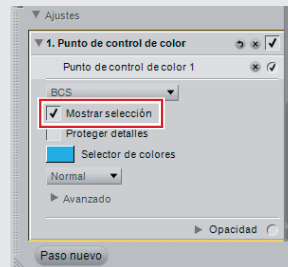 Ajustes
1. Punto de control de color
Punto de control de color 1
BCS
Mostrar selección
Proteger detalles
Selector de colores
Normal
Avanzado
Opacidad
Paso nuevo